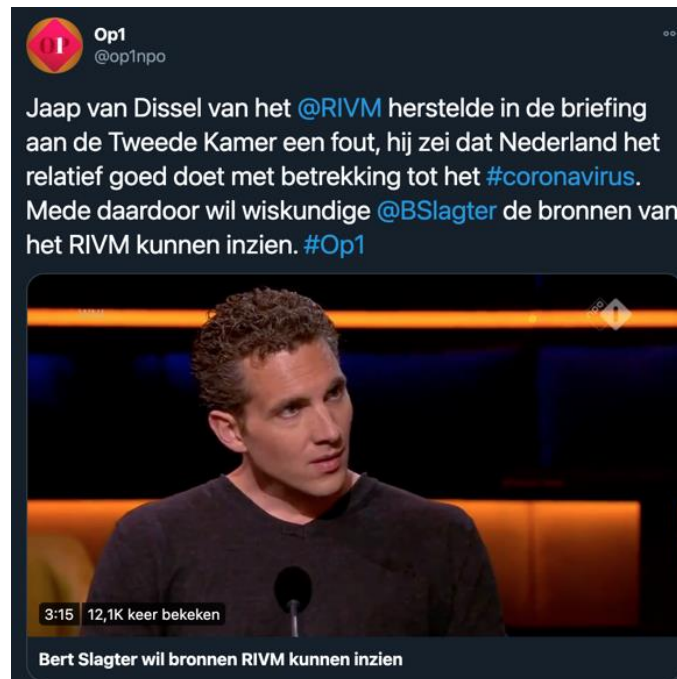 OP1
Op1
@op1npo
Jaap van Dissel van het @RIVM herstelde in de briefing
aan de Tweede Kamer een fout, hij zei dat Nederland het
relatief goed doet met betrekking tot het #coronavirus.
Mede daardoor wil wiskundige @BSlagter de bronnen van
het RIVM kunnen inzien. #Op1
npo 1
3:15 12,1K keer bekeken
Bert Slagter wil bronnen RIVM kunnen inzien